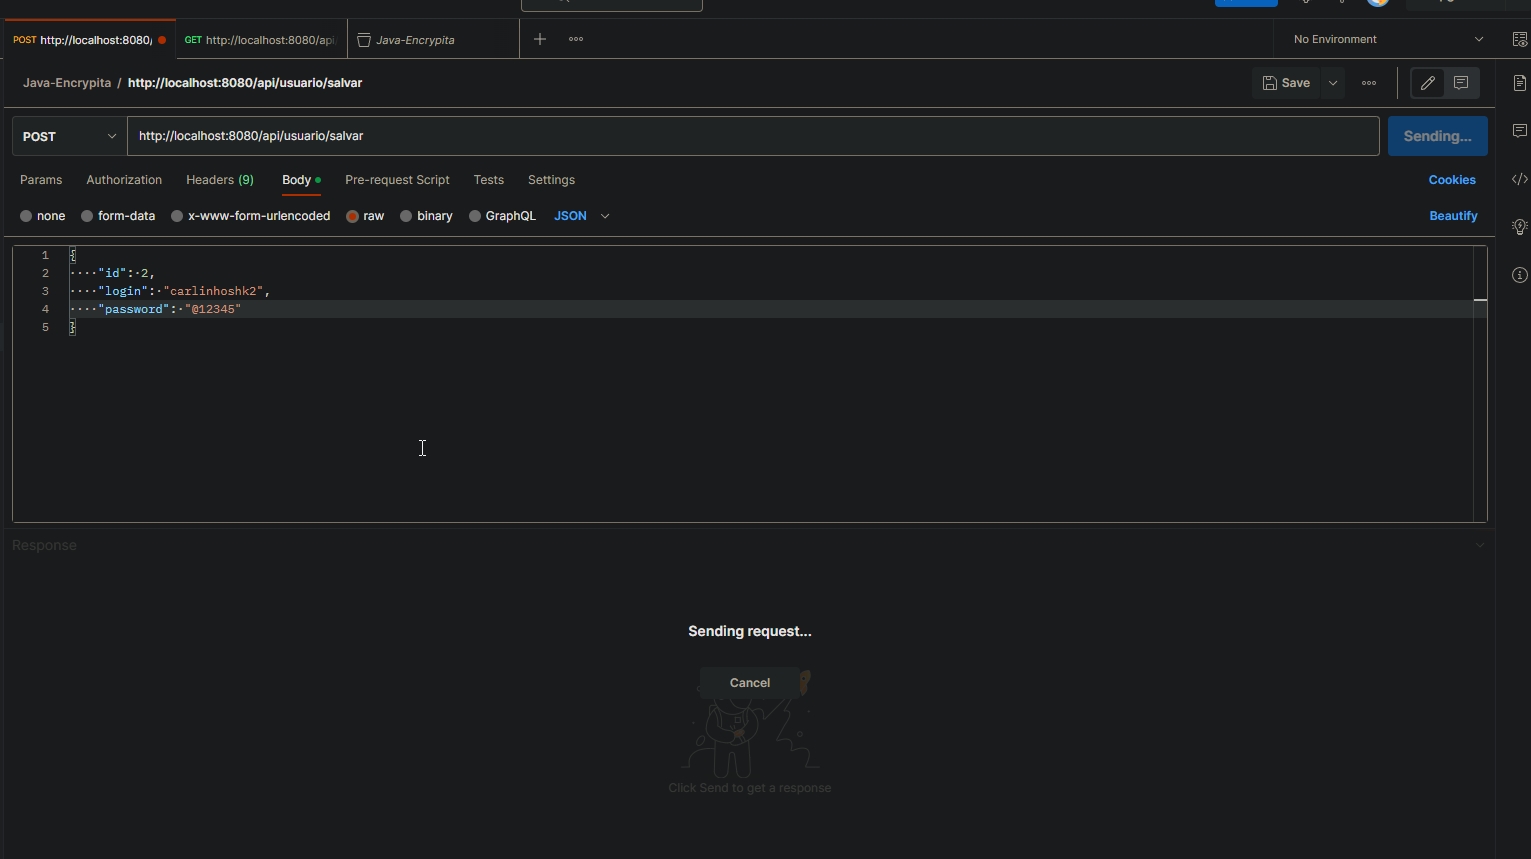 POST http://localhost:8080/ GET http://localhost:8080/api Java-Encrypita No Environment
Java-Encrypita / http://localhost:8080/api/usuario/salvar Save
POST http://localhost:8080/api/usuario/salvar Sending...
Params Authorization Headers (9) Body Pre-request Script Tests Settings Cookies
none form-data x-www-form-urlencoded raw binary GraphQL JSON Beautify
1 {
2 ····"id":·2,
3 ····"login":·"carlinhoshk2",
4 ····"password":·"@12345"
5 }
Response
Sending request...
Cancel
Click Send to get a response